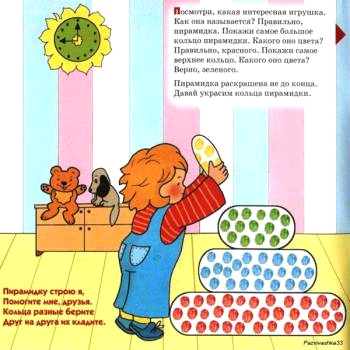 Посмотри, какая интересная игрушка.
Как она называется? Правильно,
пирамидка. Покажи самое большое
кольцо пирамидки. Какого оно цвета?
Правильно, красного. Покажи самое
верхнее кольцо. Какого оно цвета?
Верно, зеленого.
Пирамидка раскрашена не до конца.
Давай украсим кольца пирамидки.
Пирамидку строю я,
Помогите мне, друзья.
Кольца разные берите
Друг на друга их кладите.
Pazvivashka33